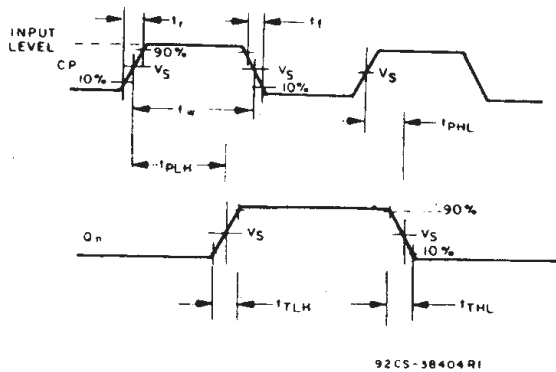 tr tf
INPUT
LEVEL
90%
CP VS VS VS
10% 10%
tw
tPHL
tPLH
90%
Qn VS VS
10%
tTLH tTHL
92CS-38404RI